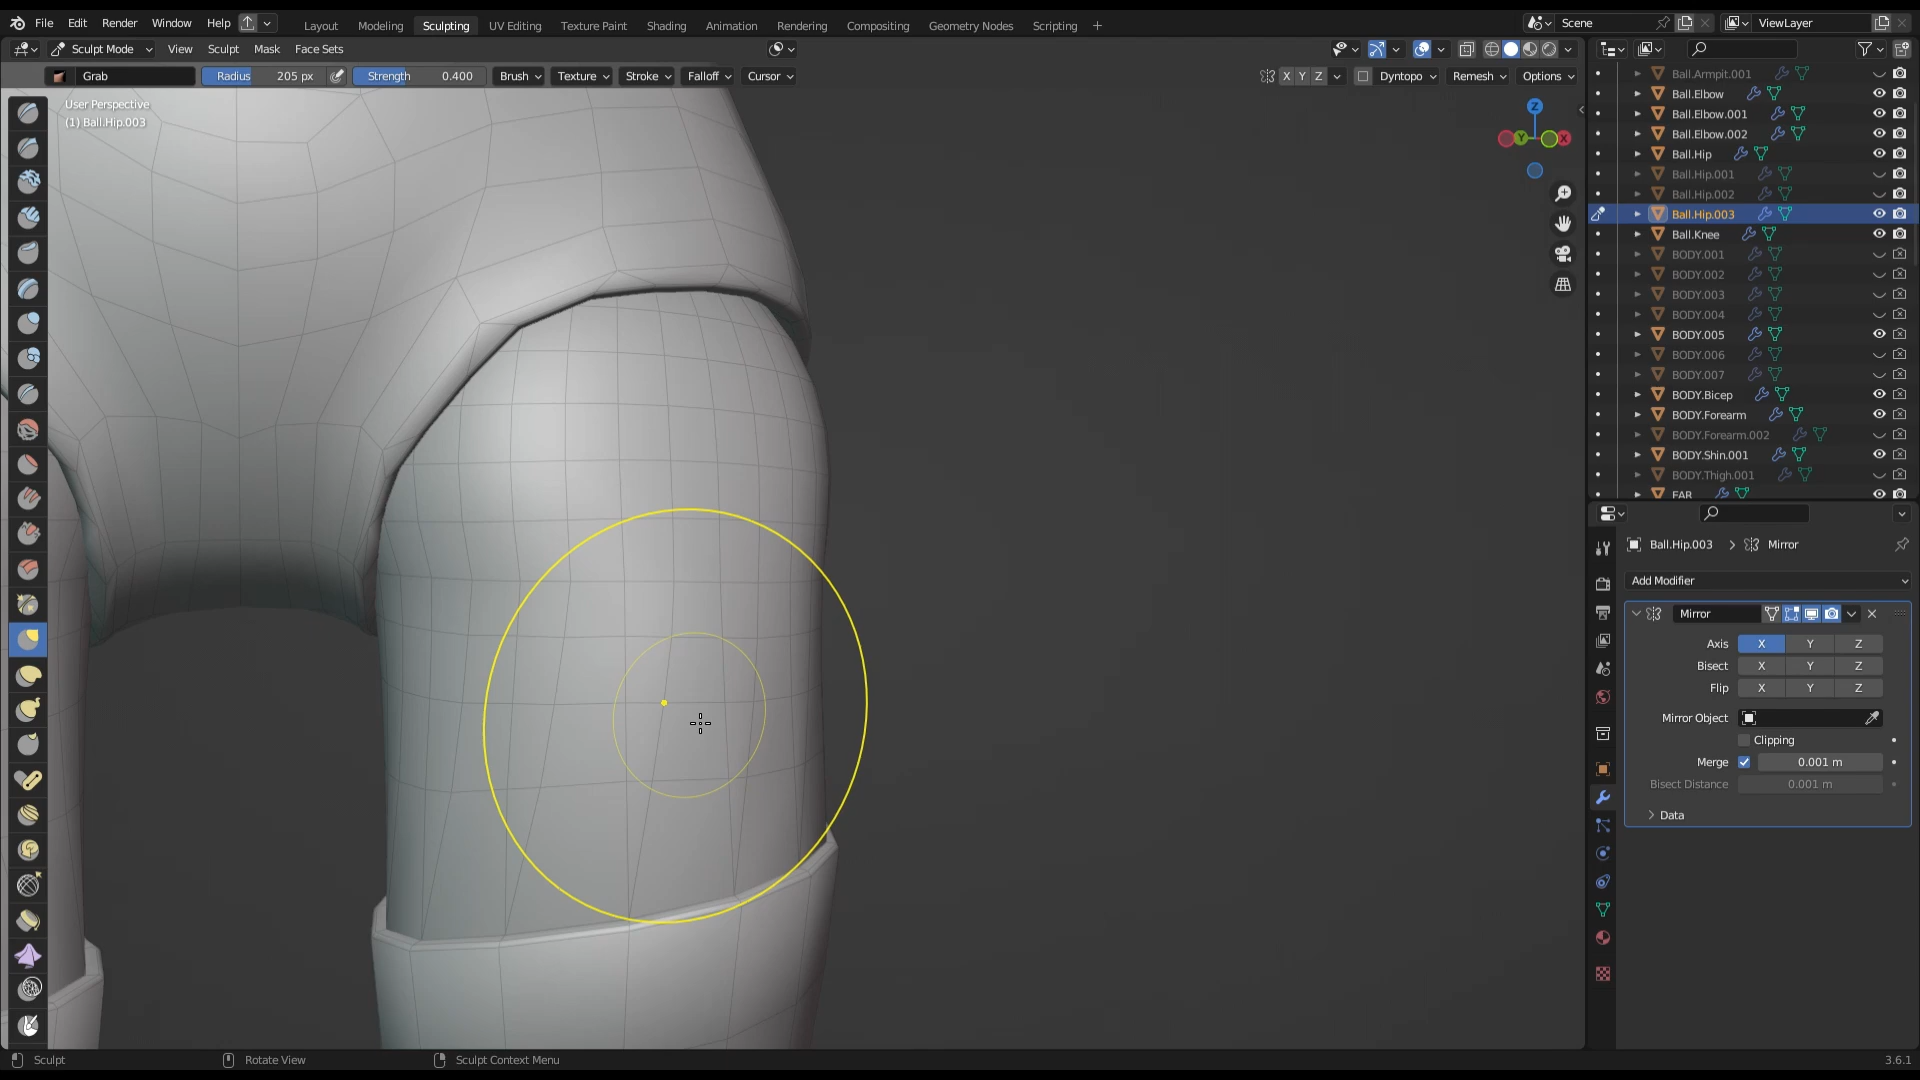 File Edit Render Window Help
Layout Modeling Sculpting UV Editing Texture Paint Shading Animation Rendering Compositing Geometry Nodes Scripting +
Scene
ViewLayer
Sculpt Mode View Sculpt Mask Face Sets
Grab Radius 205 px Strength 0.400 Brush Texture Stroke Falloff Cursor
X Y Z Dyntopo Remesh Options
User Perspective
(1) Ball.Hip.003
Z
Y
X
Ball.Armpit.001
Ball.Elbow
Ball.Elbow.001
Ball.Elbow.002
Ball.Hip
Ball.Hip.001
Ball.Hip.002
Ball.Hip.003
Ball.Knee
BODY.001
BODY.002
BODY.003
BODY.004
BODY.005
BODY.006
BODY.007
BODY.Bicep
BODY.Forearm
BODY.Forearm.002
BODY.Shin.001
BODY.Thigh.001
EAR
Ball.Hip.003 > Mirror
Add Modifier
Mirror
Axis X Y Z
Bisect X Y Z
Flip X Y Z
Mirror Object
Clipping
Merge 0.001 m
Bisect Distance 0.001 m
Data
Sculpt Rotate View Sculpt Context Menu
3.6.1